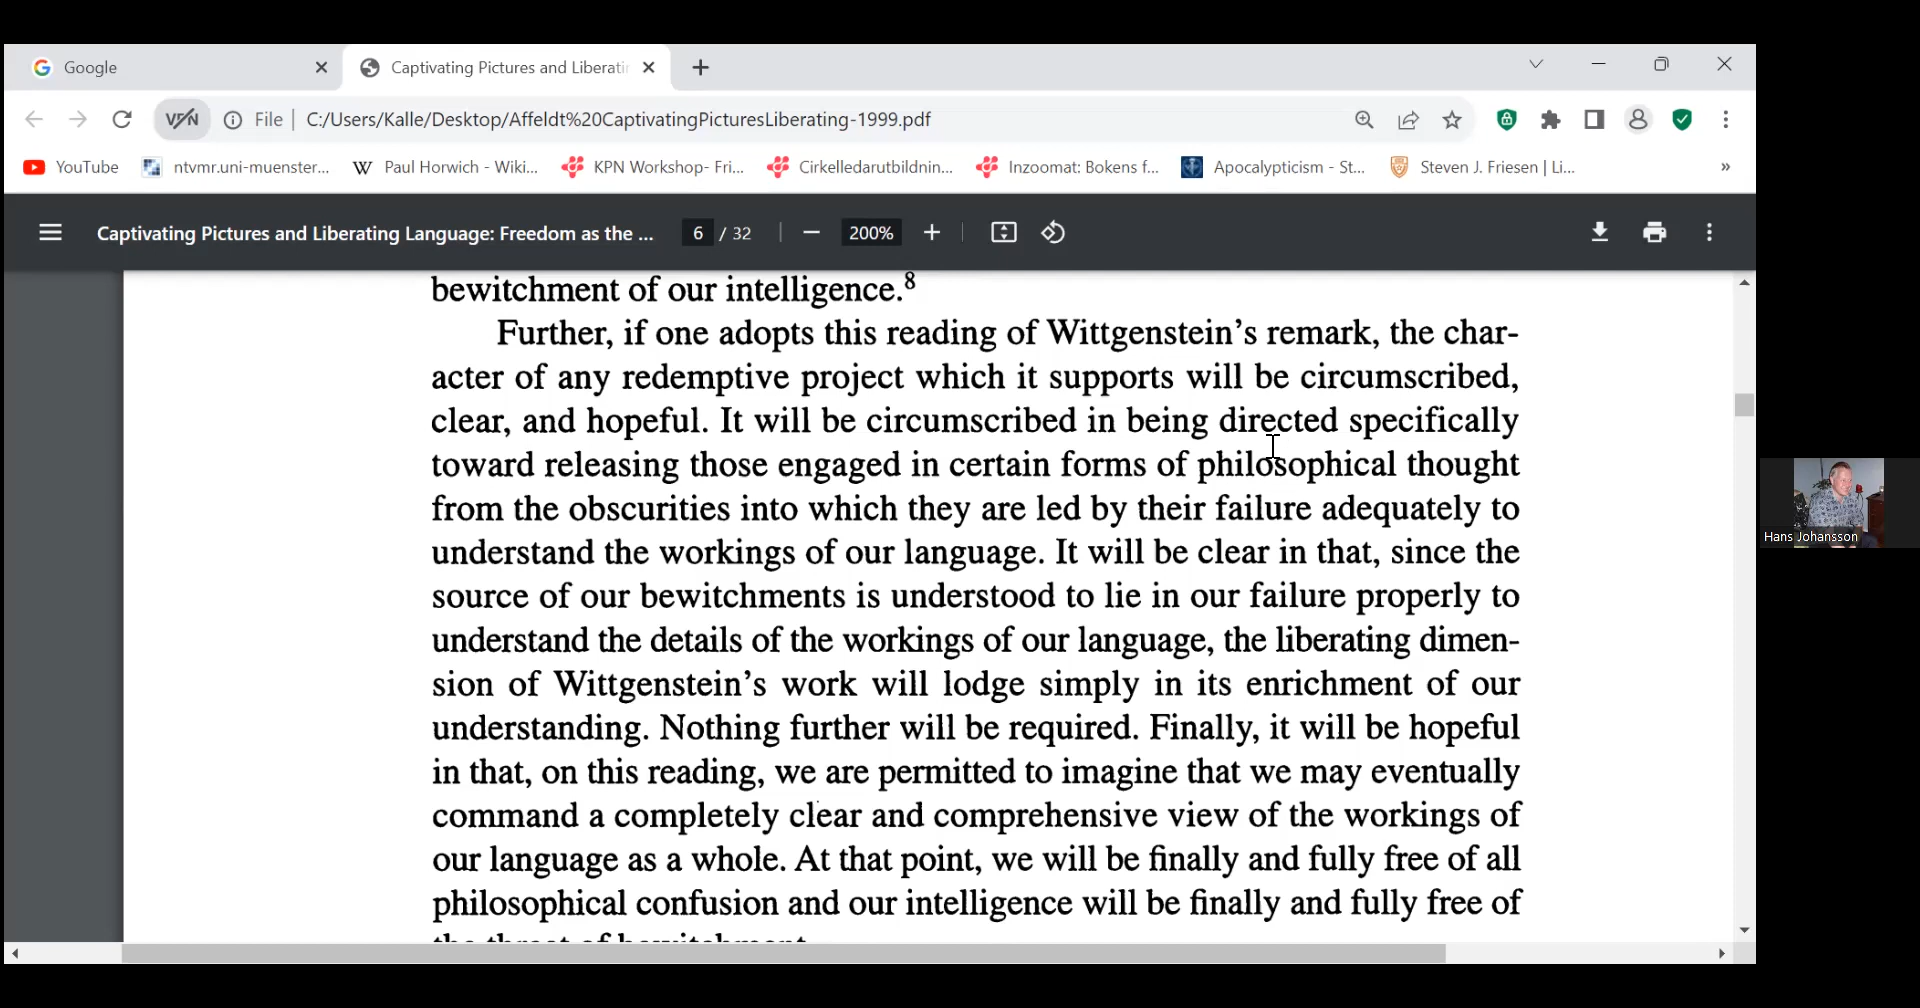 Google
Captivating Pictures and Liberati
VPN
File
C:/Users/Kalle/Desktop/Affeldt%20CaptivatingPicturesLiberating-1999.pdf
YouTube
ntvmr.uni-muenster...
W
Paul Horwich - Wiki...
KPN Workshop- Fri...
Cirkelledarutbildnin...
Inzoomat: Bokens f...
Apocalypticism - St...
Steven J. Friesen | Li...
»
Captivating Pictures and Liberating Language: Freedom as the ...
6 / 32
200%
bewitchment of our intelligence.8
Further, if one adopts this reading of Wittgenstein's remark, the char-
acter of any redemptive project which it supports will be circumscribed,
clear, and hopeful. It will be circumscribed in being directed specifically
toward releasing those engaged in certain forms of philosophical thought
from the obscurities into which they are led by their failure adequately to
understand the workings of our language. It will be clear in that, since the
source of our bewitchments is understood to lie in our failure properly to
understand the details of the workings of our language, the liberating dimen-
sion of Wittgenstein's work will lodge simply in its enrichment of our
understanding. Nothing further will be required. Finally, it will be hopeful
in that, on this reading, we are permitted to imagine that we may eventually
command a completely clear and comprehensive view of the workings of
our language as a whole. At that point, we will be finally and fully free of all
philosophical confusion and our intelligence will be finally and fully free of
the threat of bewitchment.
Hans Johansson